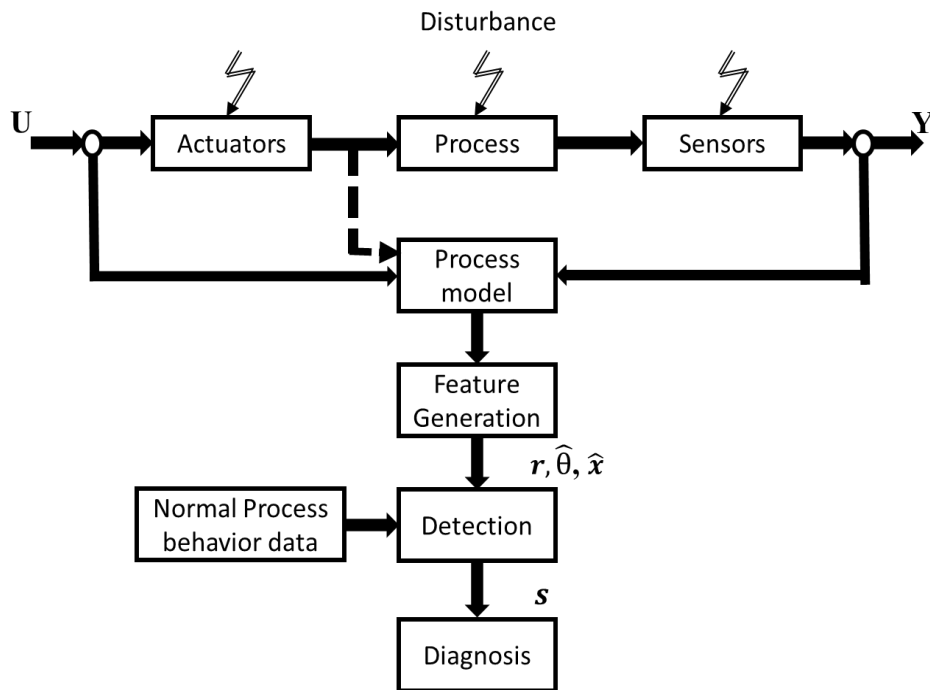 Disturbance
U
Actuators
Process
Sensors
Y
Process
model
Feature
Generation
r, θ̂, x̂
Normal Process
behavior data
Detection
s
Diagnosis